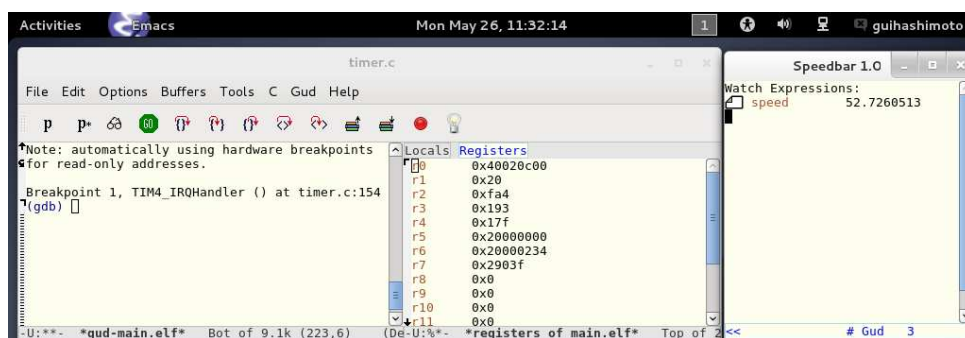 Activities Emacs Mon May 26, 11:32:14 1 guihashimoto
timer.c
File Edit Options Buffers Tools C Gud Help
p p* GO
Note: automatically using hardware breakpoints
for read-only addresses.
Breakpoint 1, TIM4_IRQHandler () at timer.c:154
(gdb)
-U:**- *gud-main.elf* Bot of 9.1k (223,6) (De
Locals Registers
r0 0x40020c00
r1 0x20
r2 0xfa4
r3 0x193
r4 0x17f
r5 0x20000000
r6 0x20000234
r7 0x2903f
r8 0x0
r9 0x0
r10 0x0
r11 0x0
-U:%*- *registers of main.elf* Top of 2
Speedbar 1.0
Watch Expressions:
speed 52.7260513
<< # Gud 3